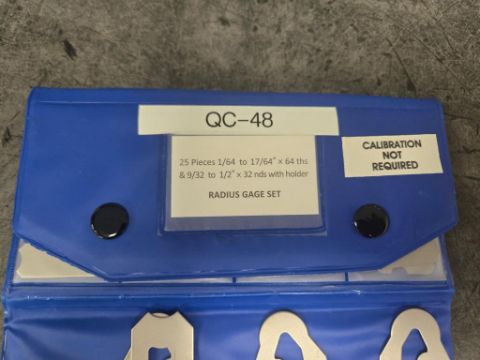 QC-48
25 Pieces 1/64 to 17/64" × 64 ths
& 9/32 to 1/2" × 32 nds with holder
RADIUS GAGE SET
CALIBRATION
NOT
REQUIRED